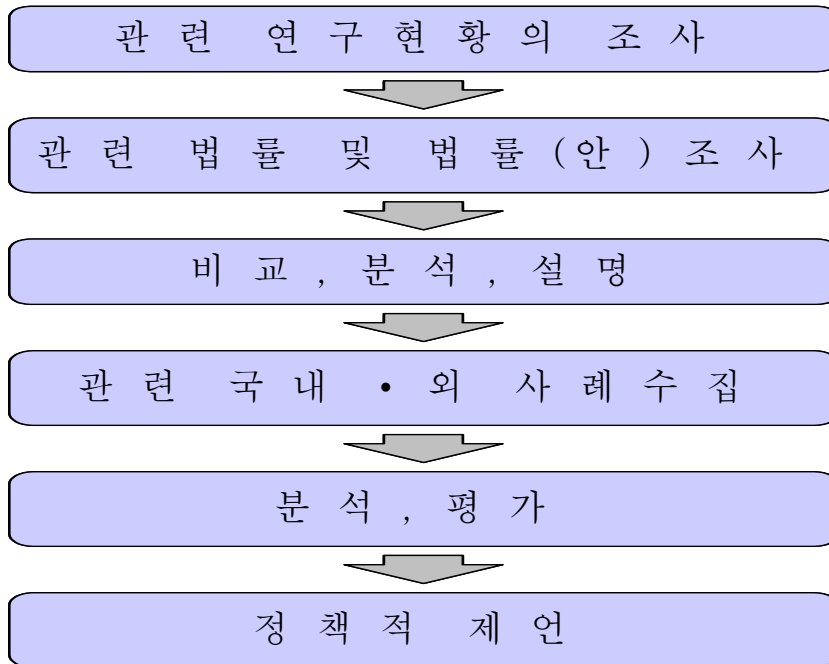 관련 연구현황의 조사
관련 법률 및 법률(안)조사
비교, 분석, 설명
관련 국내 • 외 사례수집
분석, 평가
정책적 제언